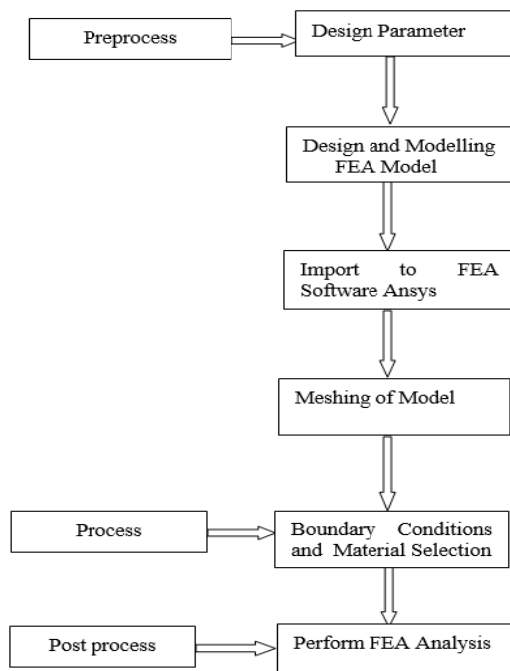 Preprocess
Design Parameter
Design and Modelling
FEA Model
Import to FEA
Software Ansys
Meshing of Model
Process
Boundary Conditions
and Material Selection
Post process
Perform FEA Analysis